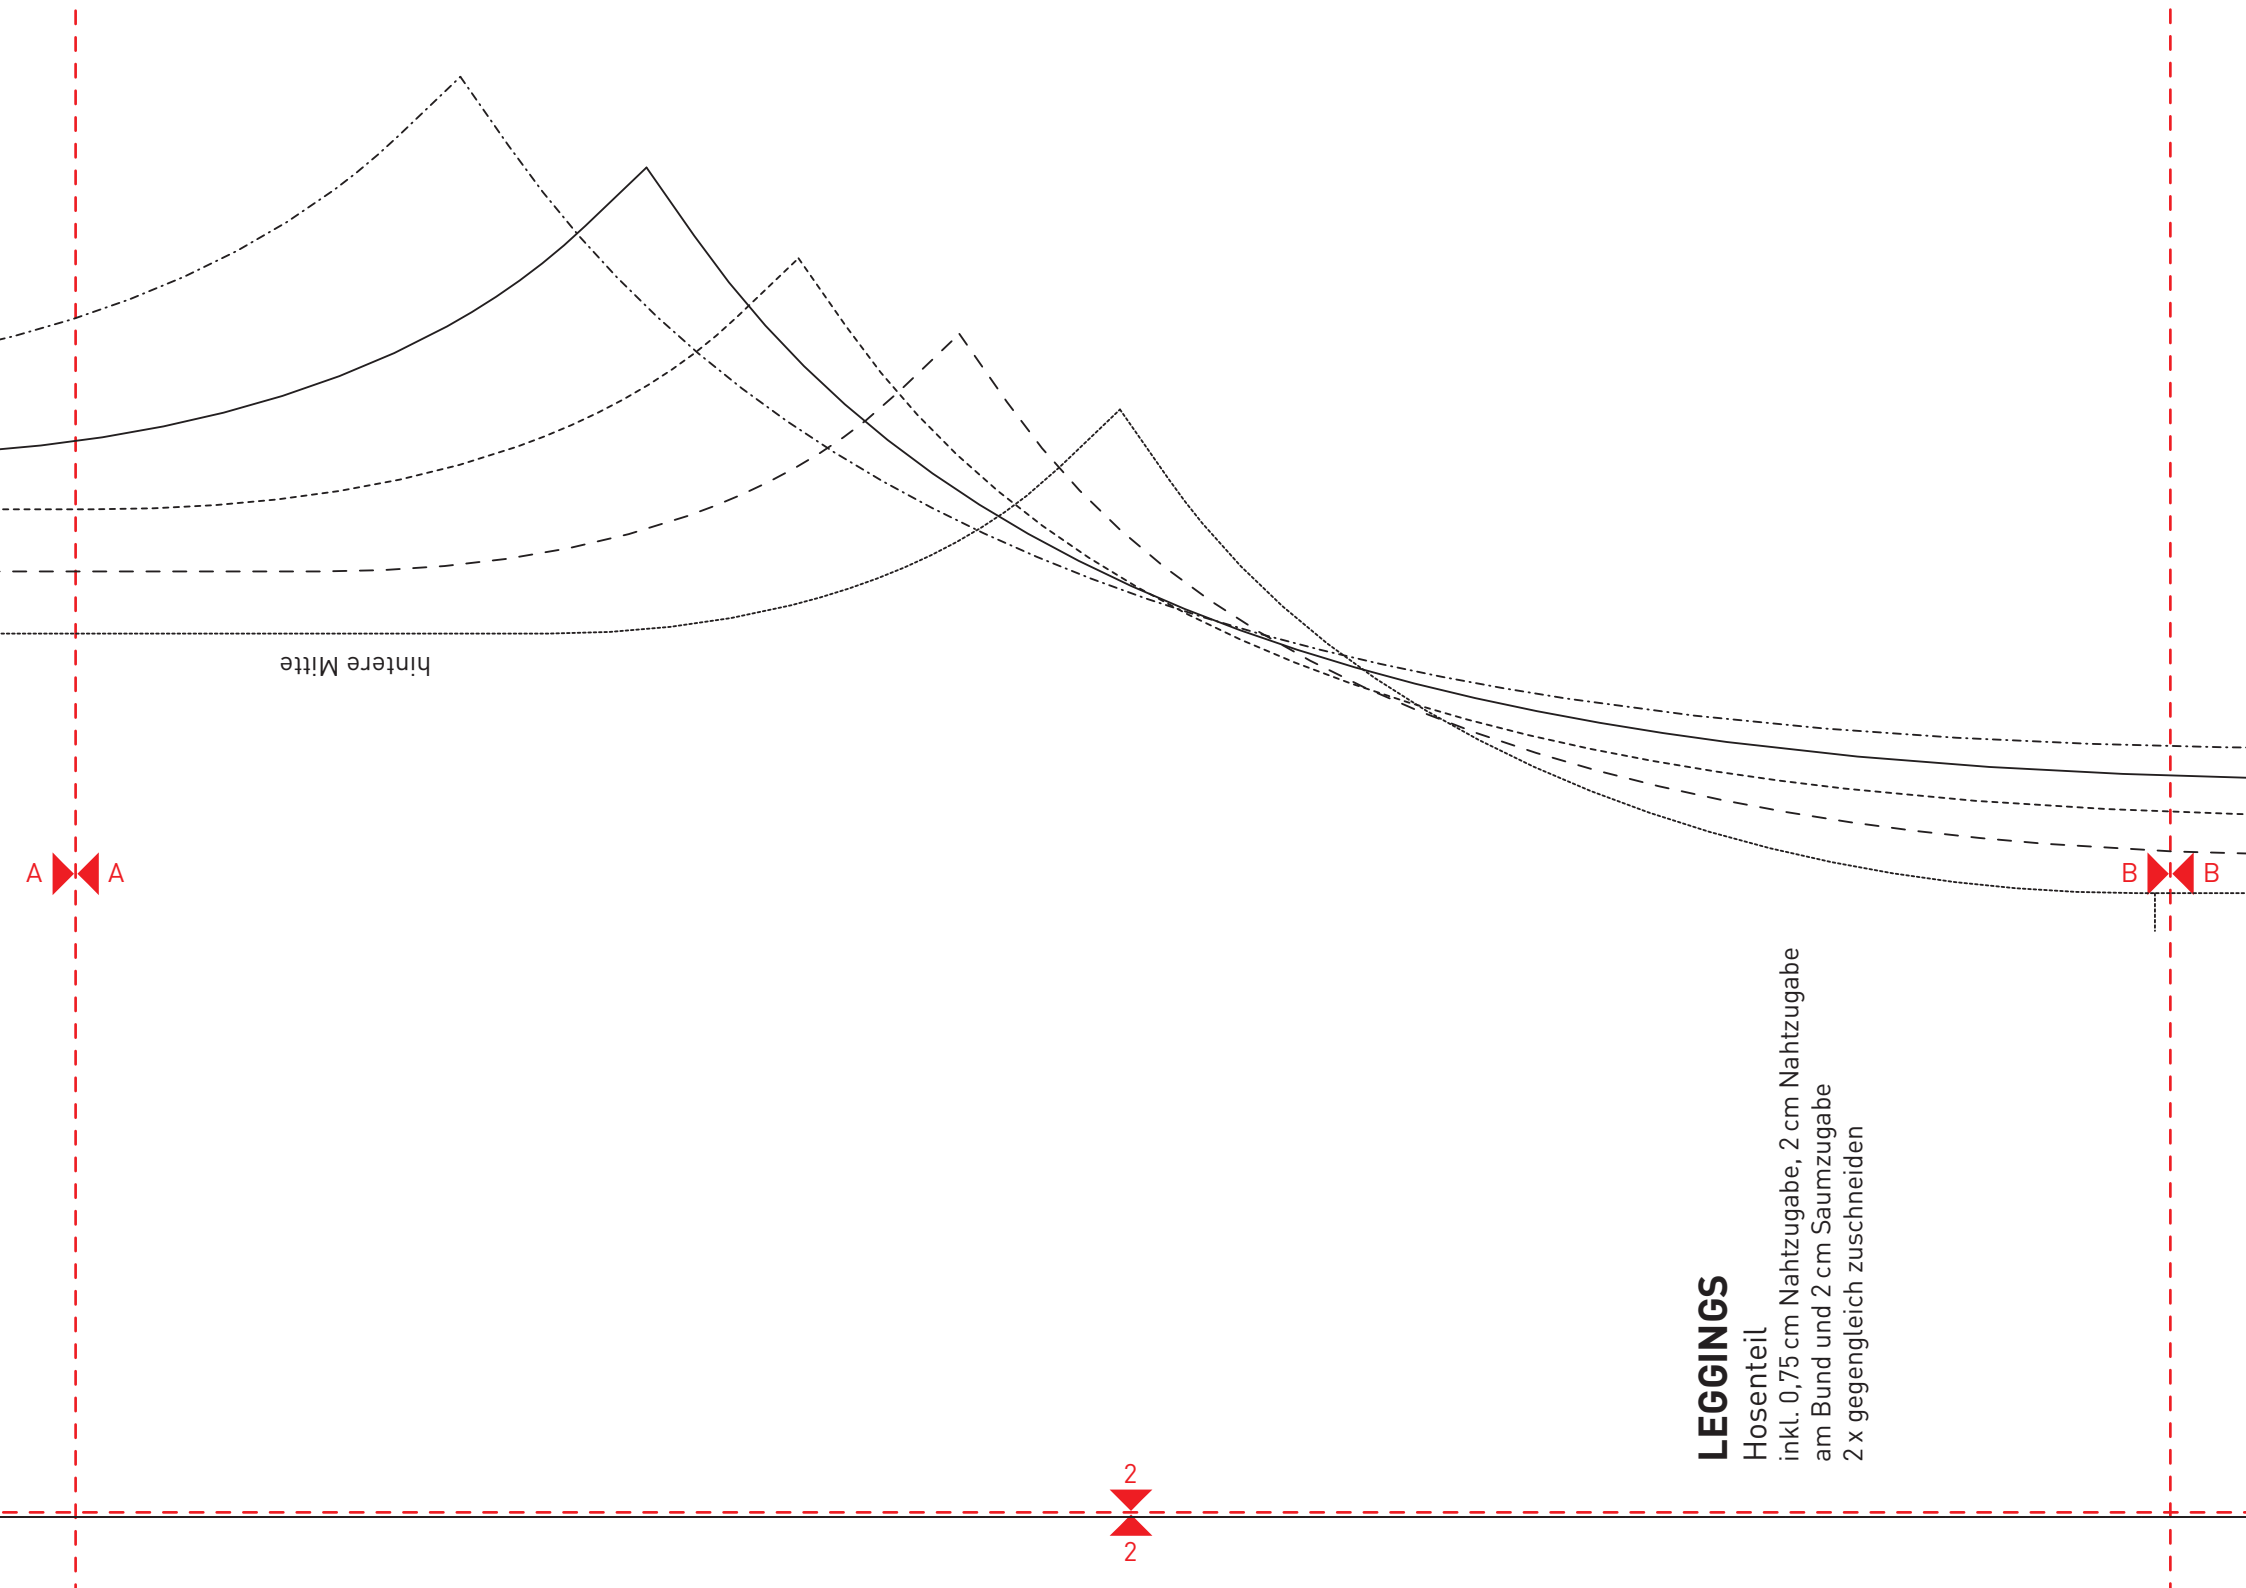 hintere Mitte
A A
B B
LEGGINGS
Hosenteil
inkl. 0,75 cm Nahtzugabe, 2 cm Nahtzugabe
am Bund und 2 cm Saumzugabe
2 x gegengleich zuschneiden
2
2